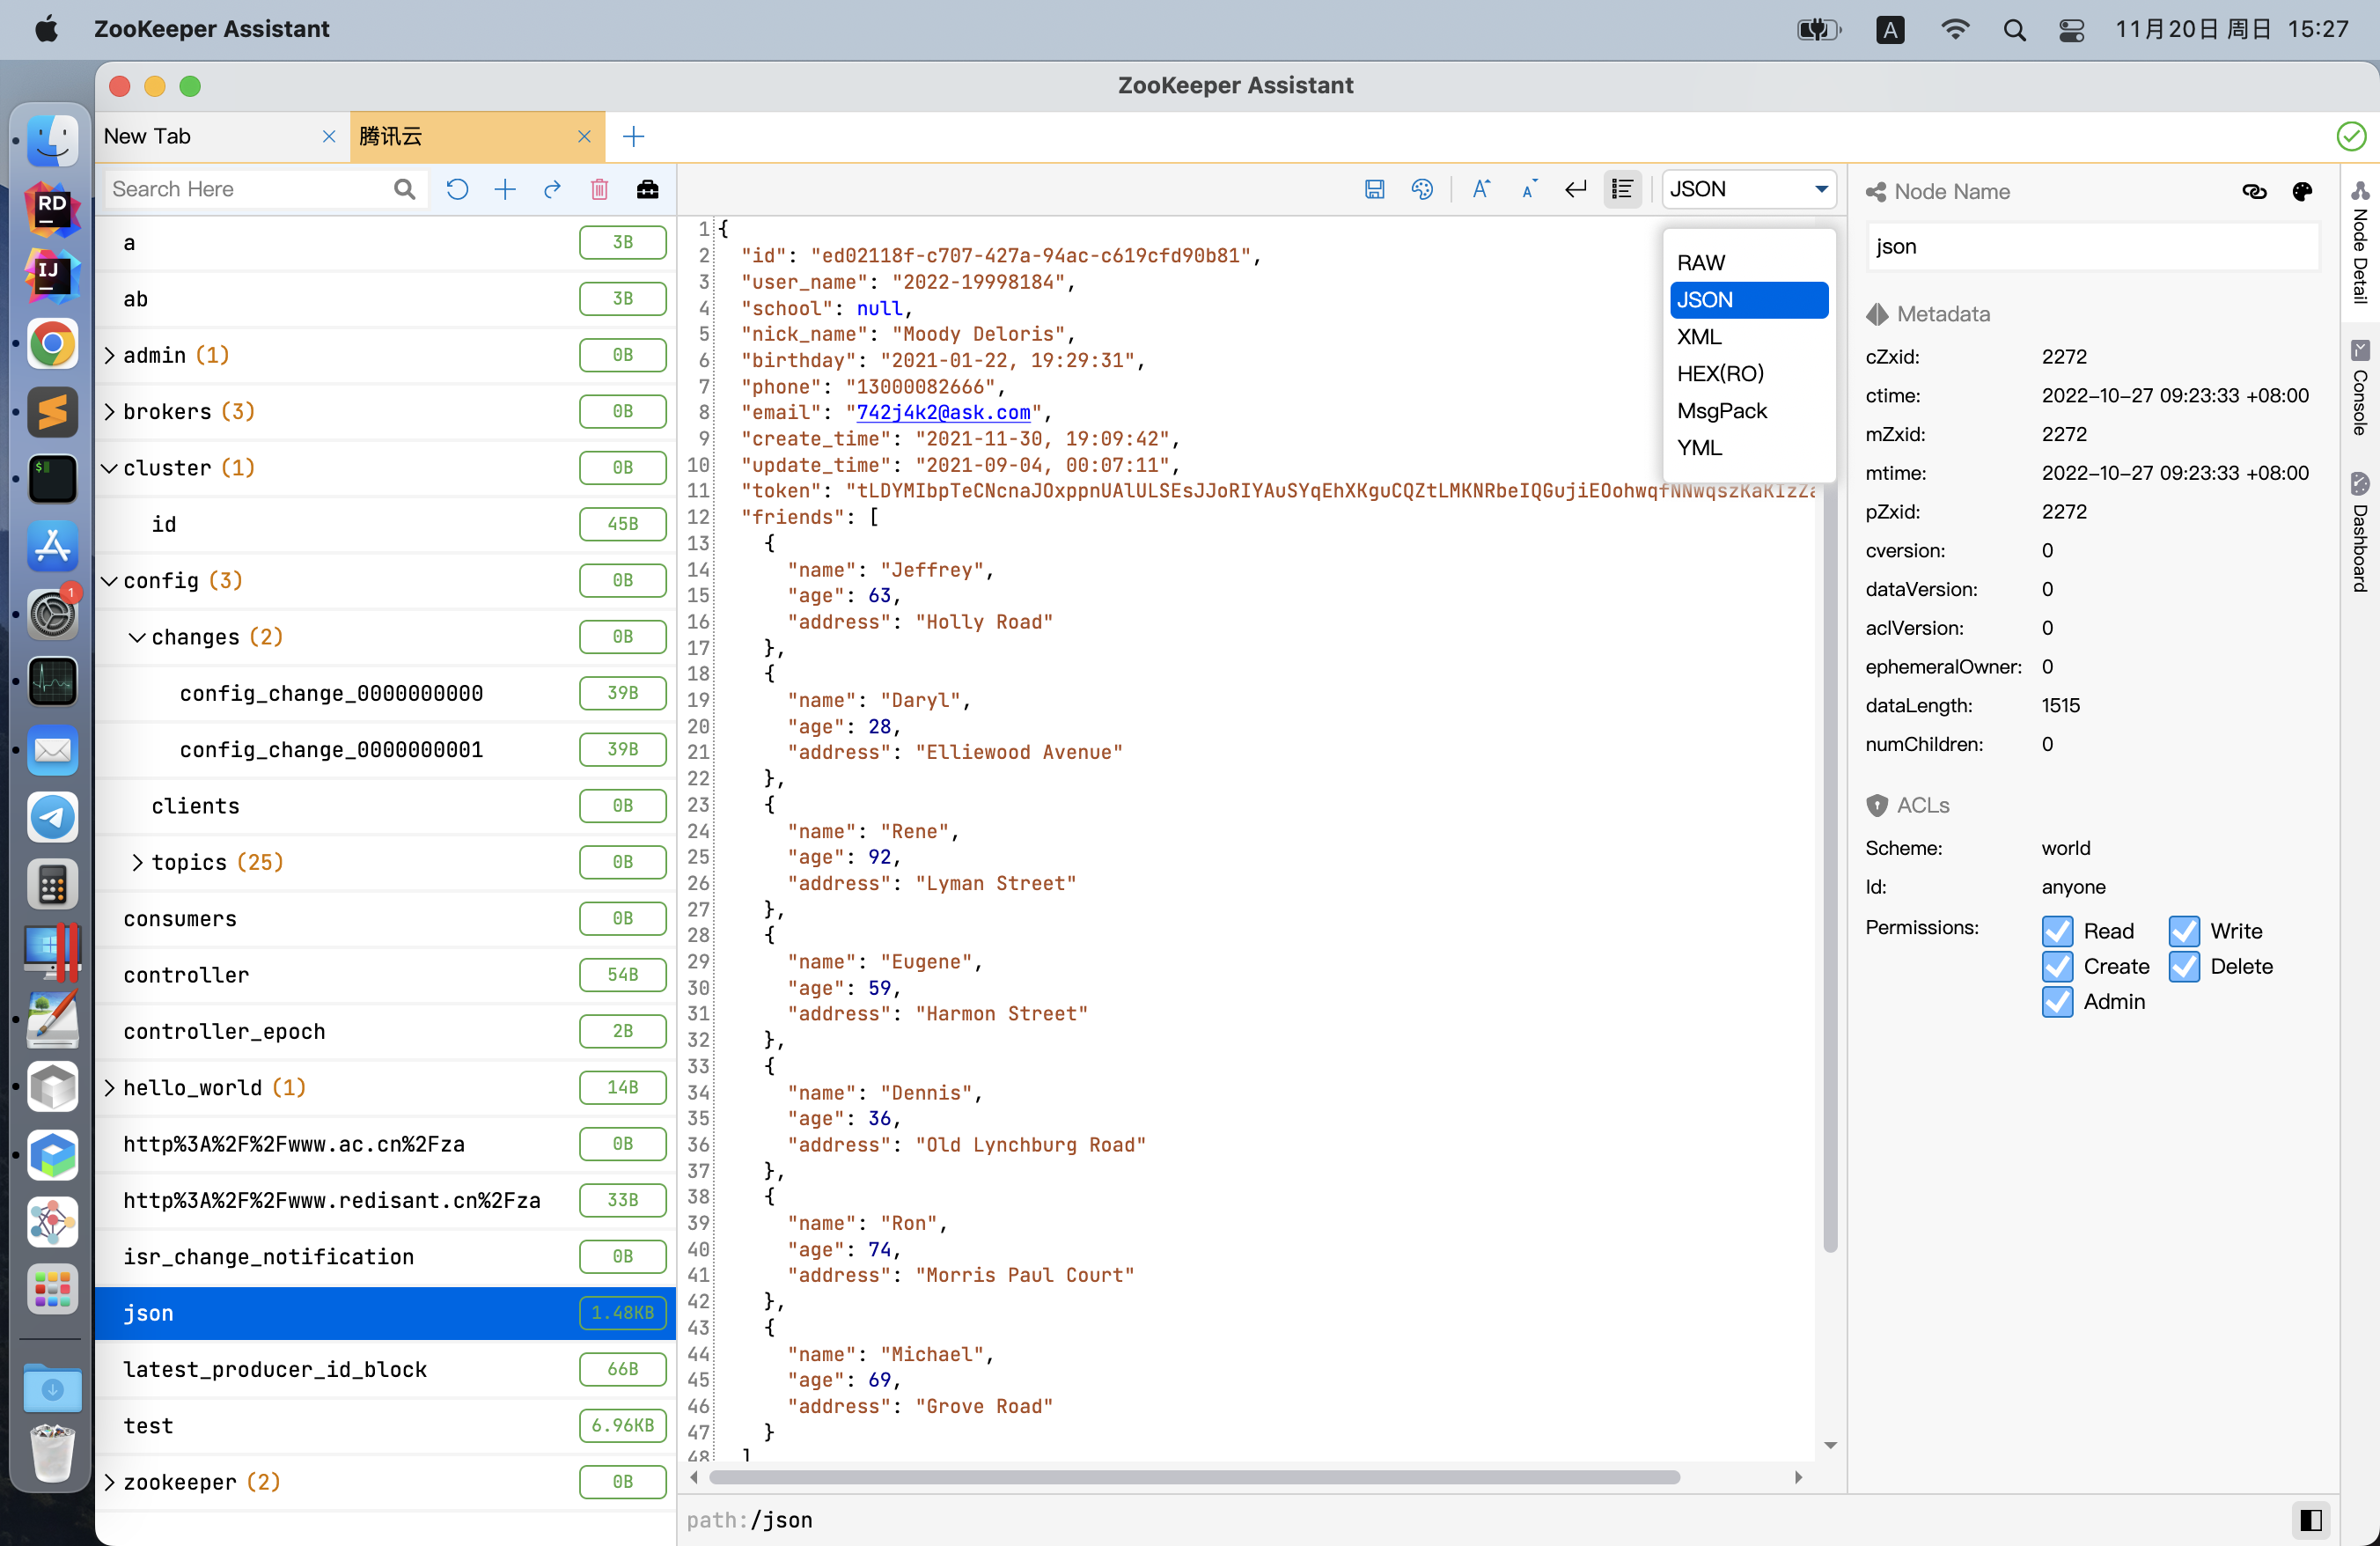 ZooKeeper Assistant
A
11月20日 周日 15:27
ZooKeeper Assistant
New Tab
腾讯云
Search Here
JSON
a 3B
ab 3B
admin (1) 0B
brokers (3) 0B
cluster (1) 0B
id 45B
config (3) 0B
changes (2) 0B
config_change_0000000000 39B
config_change_0000000001 39B
clients 0B
topics (25) 0B
consumers 0B
controller 54B
controller_epoch 2B
hello_world (1) 14B
http%3A%2F%2Fwww.ac.cn%2Fza 0B
http%3A%2F%2Fwww.redisant.cn%2Fza 33B
isr_change_notification 0B
json 1.48KB
latest_producer_id_block 66B
test 6.96KB
zookeeper (2) 0B
1 {
2 "id": "ed02118f-c707-427a-94ac-c619cfd90b81",
3 "user_name": "2022-19998184",
4 "school": null,
5 "nick_name": "Moody Deloris",
6 "birthday": "2021-01-22, 19:29:31",
7 "phone": "13000082666",
8 "email": "742j4k2@ask.com",
9 "create_time": "2021-11-30, 19:09:42",
10 "update_time": "2021-09-04, 00:07:11",
11 "token":
12 "friends": [
13 {
14 "name": "Jeffrey",
15 "age": 63,
16 "address": "Holly Road"
17 },
18 {
19 "name": "Daryl",
20 "age": 28,
21 "address": "Elliewood Avenue"
22 },
23 {
24 "name": "Rene",
25 "age": 92,
26 "address": "Lyman Street"
27 },
28 {
29 "name": "Eugene",
30 "age": 59,
31 "address": "Harmon Street"
32 },
33 {
34 "name": "Dennis",
35 "age": 36,
36 "address": "Old Lynchburg Road"
37 },
38 {
39 "name": "Ron",
40 "age": 74,
41 "address": "Morris Paul Court"
42 },
43 {
44 "name": "Michael",
45 "age": 69,
46 "address": "Grove Road"
47 }
48 ]
RAW
JSON
XML
HEX(RO)
MsgPack
YML
path:/json
Node Name
json
Metadata
cZxid: 2272
ctime: 2022-10-27 09:23:33 +08:00
mZxid: 2272
mtime: 2022-10-27 09:23:33 +08:00
pZxid: 2272
cversion: 0
dataVersion: 0
aclVersion: 0
ephemeralOwner: 0
dataLength: 1515
numChildren: 0
ACLs
Scheme: world
Id: anyone
Permissions: Read Write
Create Delete
Admin
Node Detail
Console
Dashboard
RD
IJ
$
1